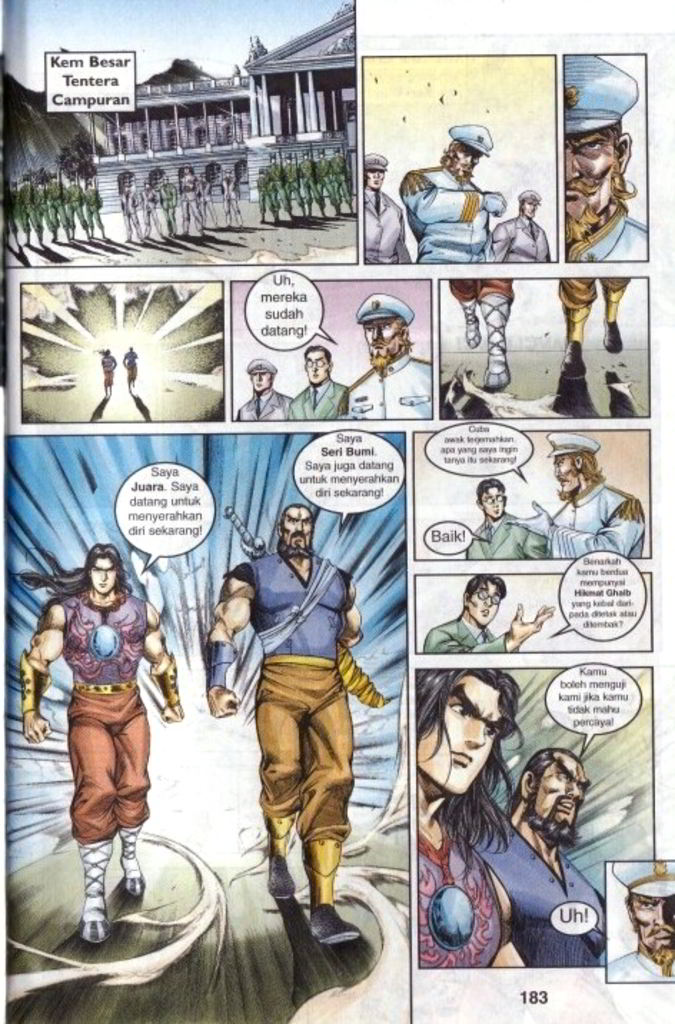 Kem Besar
Tentera
Campuran
Uh,
mereka
sudah
datang!
Saya
Juara. Saya
datang untuk
menyerahkan
diri sekarang!
Saya
Seri Bumi.
Saya juga datang
untuk menyerahkan
diri sekarang!
Cuba
awak terjemahkan
apa yang saya ingin
tanya itu sekarang!
Baik!
Benarkah
kamu berdua
mempunyai
Hikmat Ghaib
yang kebal dari-
pada ditetak atau
ditembak?
Kamu
boleh menguji
kami jika kamu
tidak mahu
percaya!
Uh!
183